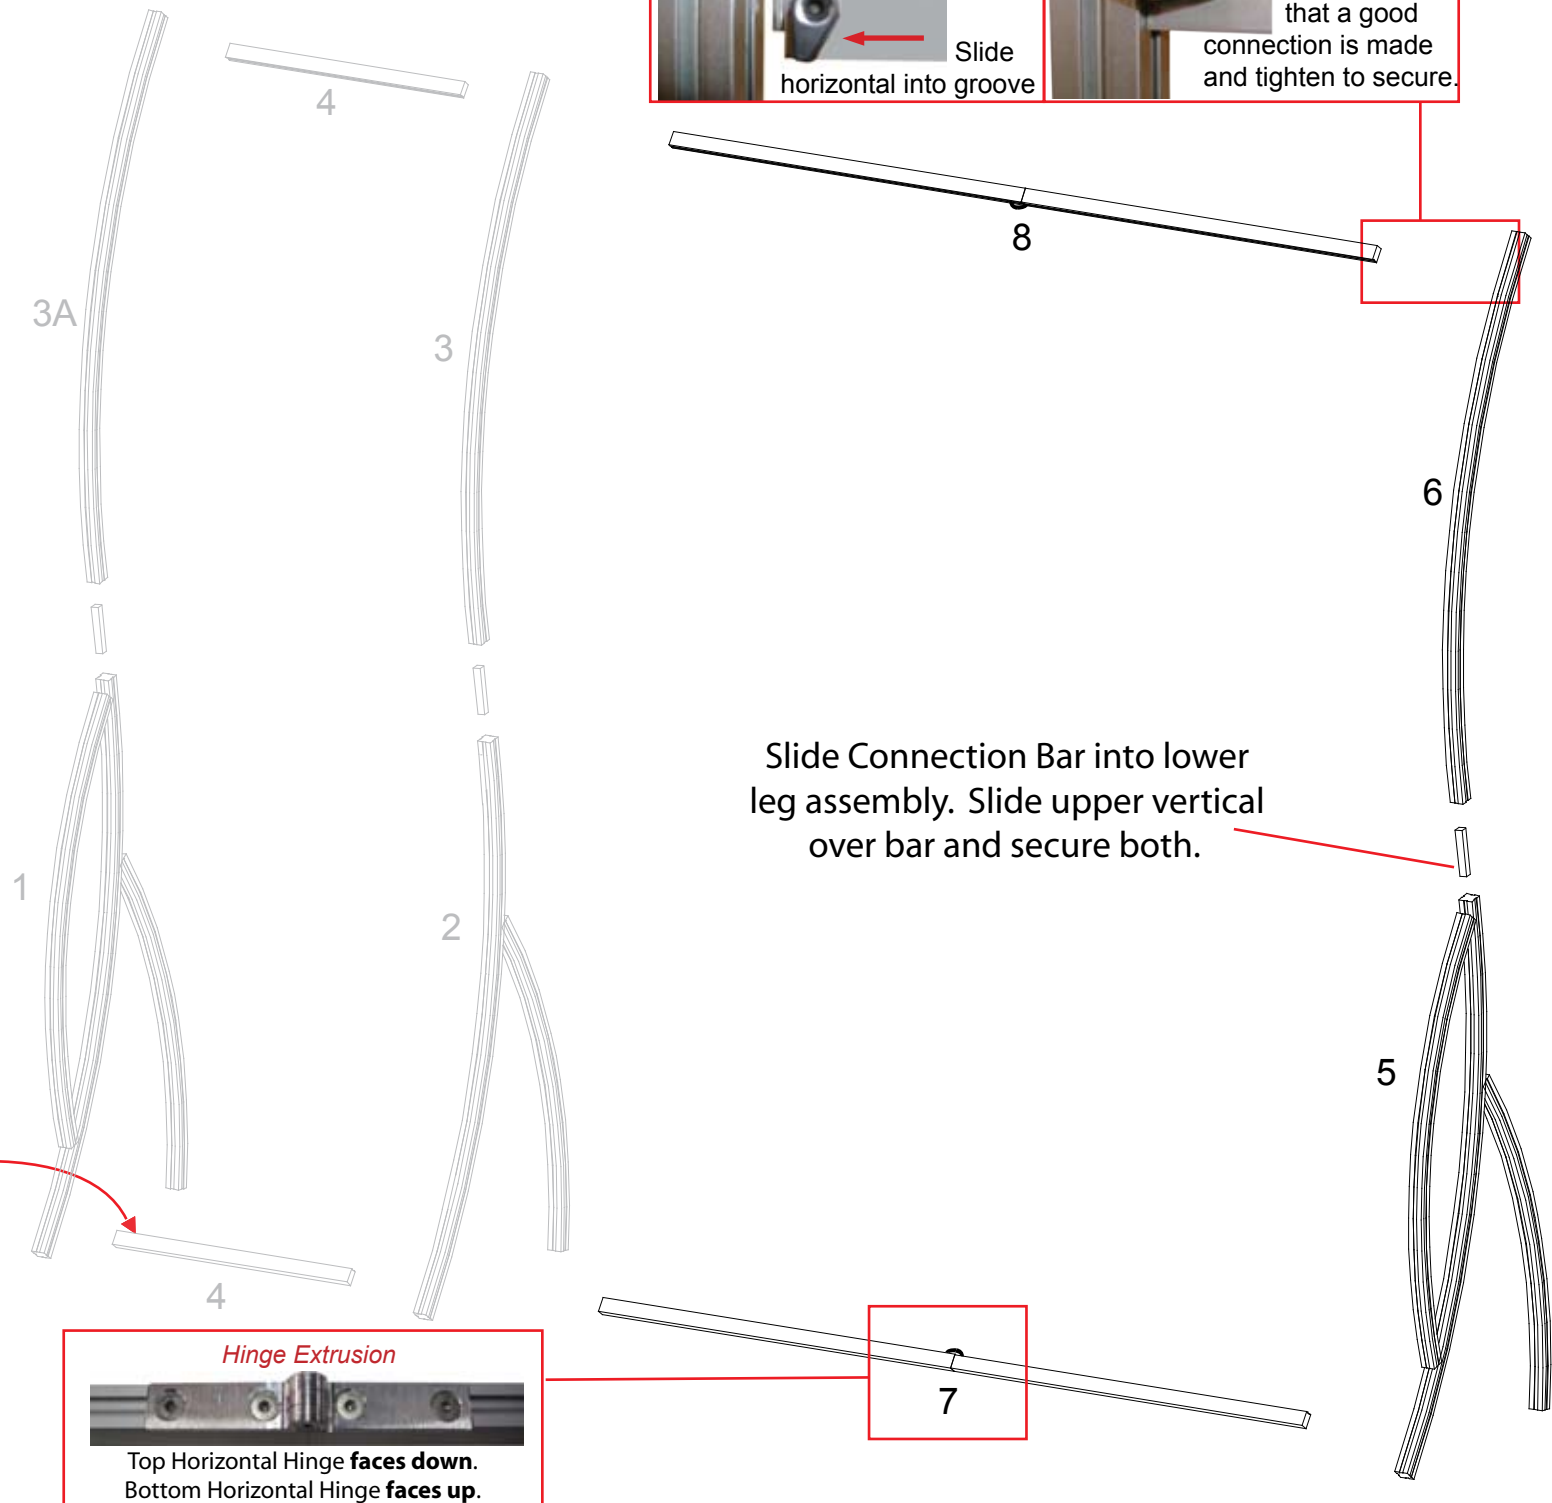 Slide
horizontal into groove
that a good
connection is made
and tighten to secure.
4
3A
3
8
6
Slide Connection Bar into lower
leg assembly. Slide upper vertical
over bar and secure both.
1
2
5
4
7
Hinge Extrusion
Top Horizontal Hinge faces down.
Bottom Horizontal Hinge faces up.